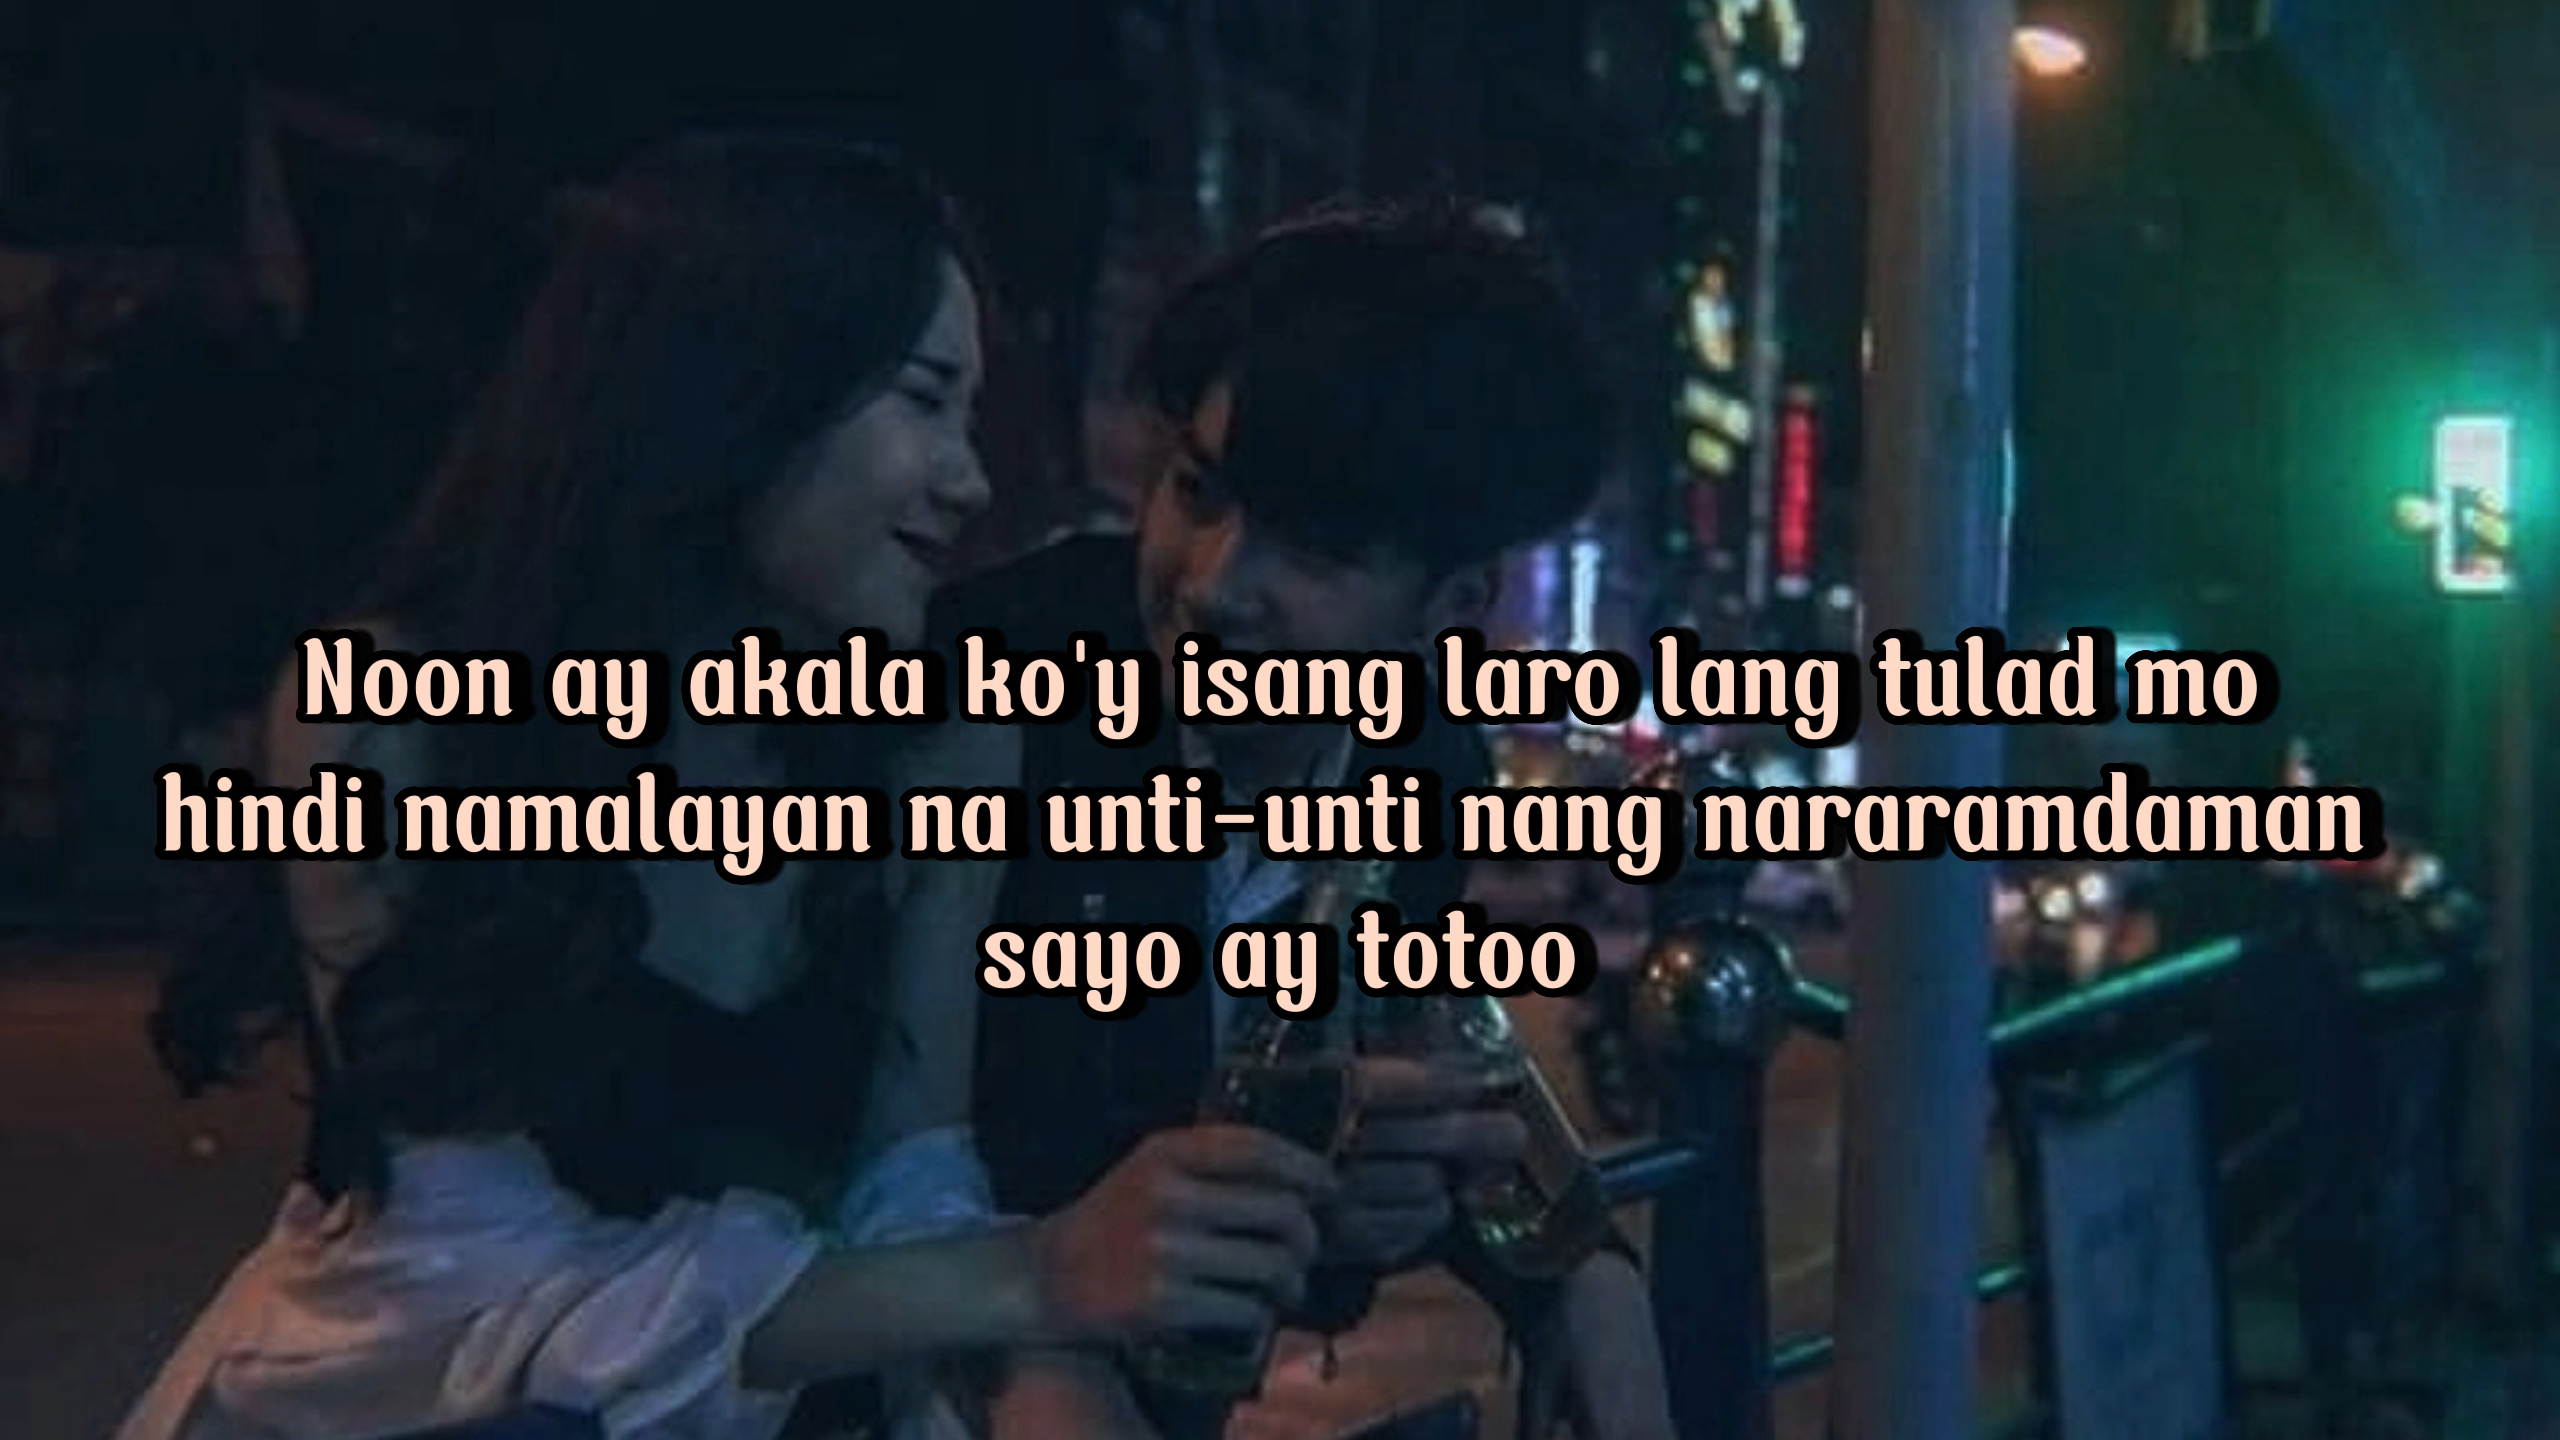 Noon ay akala ko'y isang laro lang tulad mo
hindi namalayan na unti-unti nang nararamdaman
sayo ay totoo